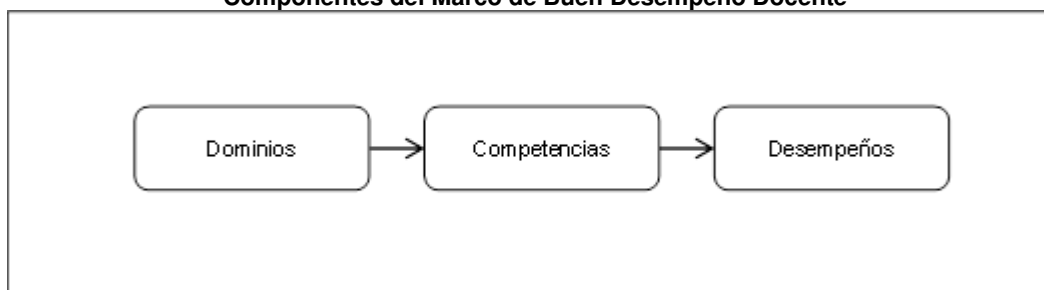 Componentes del Marco de Buen Desempeño Docente
Dominios
Competencias
Desempeños